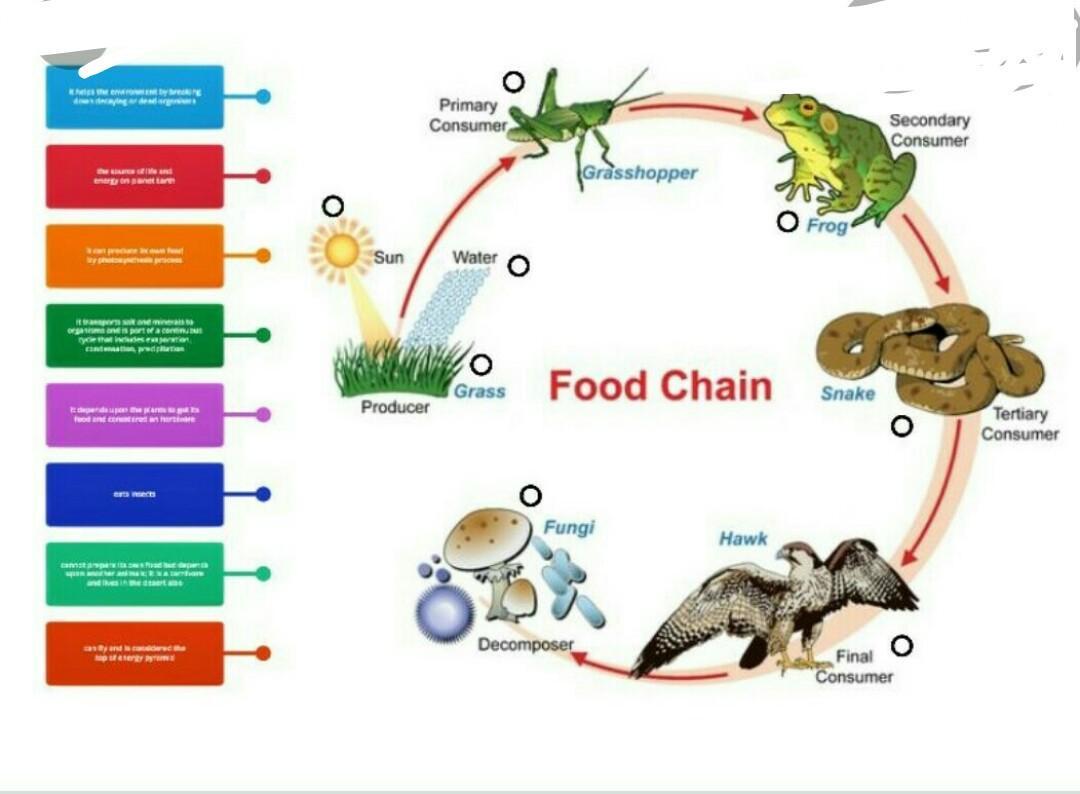 it helps the environment by breaking
down decaying or dead organisms
the source of life and
energy on planet Earth
it can produce its own food
by photosynthesis process
it transports salt and minerals to
organisms and is part of a continuous
cycle that includes evaporation,
condensation, precipitation
it depends upon the plants to get its
food and considered an herbivore
eats insects
cannot prepare its own food but depends
upon another animals; it is a carnivore
and lives in the desert also
can fly and is considered the
top of energy pyramid
Primary
Consumer
Grasshopper
Secondary
Consumer
Frog
Sun
Water
Grass
Producer
Food Chain
Snake
Tertiary
Consumer
Fungi
Decomposer
Hawk
Final
Consumer